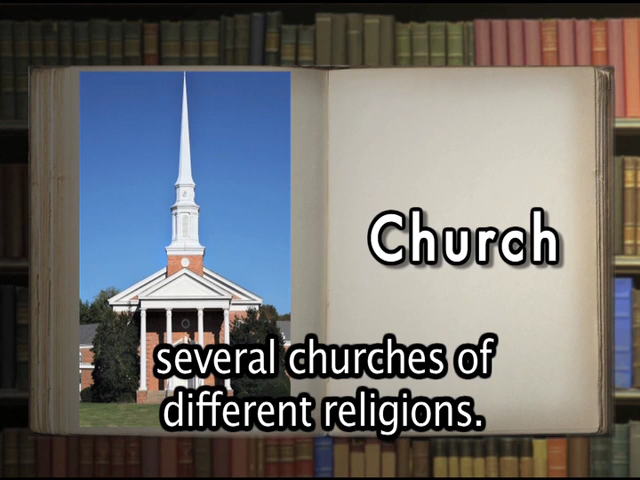 Church
several churches of
different religions.